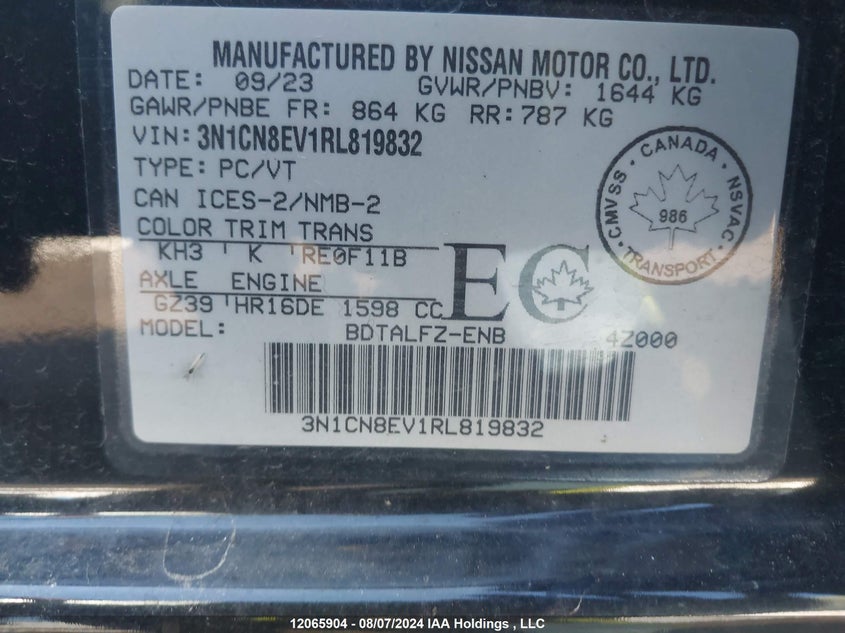 MANUFACTURED BY NISSAN MOTOR CO., LTD.
DATE: 09/23 GVWR/PNBV: 1644 KG
GAWR/PNBE FR: 864 KG RR: 787 KG
VIN: 3N1CN8EV1RL819832
TYPE: PC/VT
CAN ICES-2/NMB-2
COLOR TRIM TRANS
KH3 K RE0F11B
AXLE ENGINE
GZ39 HR16DE 1598 CC
EC
CMVSS • CANADA • NSVAC • TRANSPORT •
986
MODEL: BDTALFZ-ENB 4Z000
3N1CN8EV1RL819832
12065904 - 08/07/2024 IAA Holdings , LLC